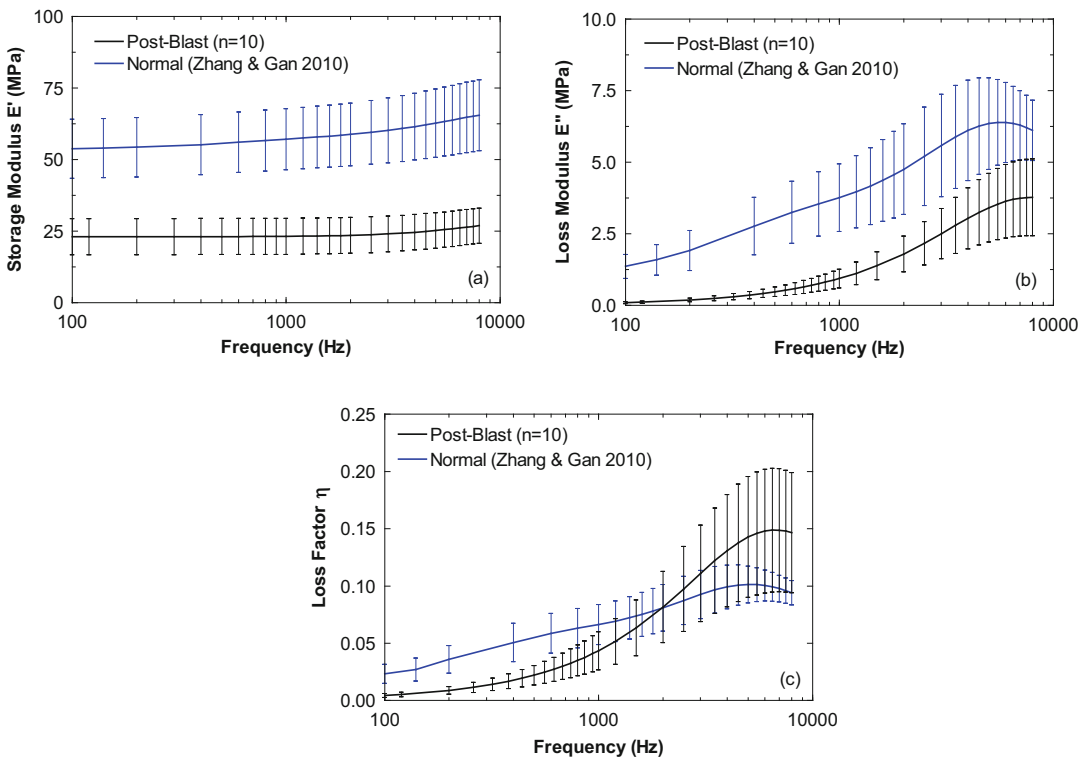 100
75
50
25
0
Storage Modulus E' (MPa)
Post-Blast (n=10)
Normal (Zhang & Gan 2010)
(a)
100
1000
10000
Frequency (Hz)
10.0
7.5
5.0
2.5
0.0
Loss Modulus E" (MPa)
Post-Blast (n=10)
Normal (Zhang & Gan 2010)
(b)
100
1000
10000
Frequency (Hz)
0.25
0.20
0.15
0.10
0.05
0.00
Loss Factor η
Post-Blast (n=10)
Normal (Zhang & Gan 2010)
(c)
100
1000
10000
Frequency (Hz)